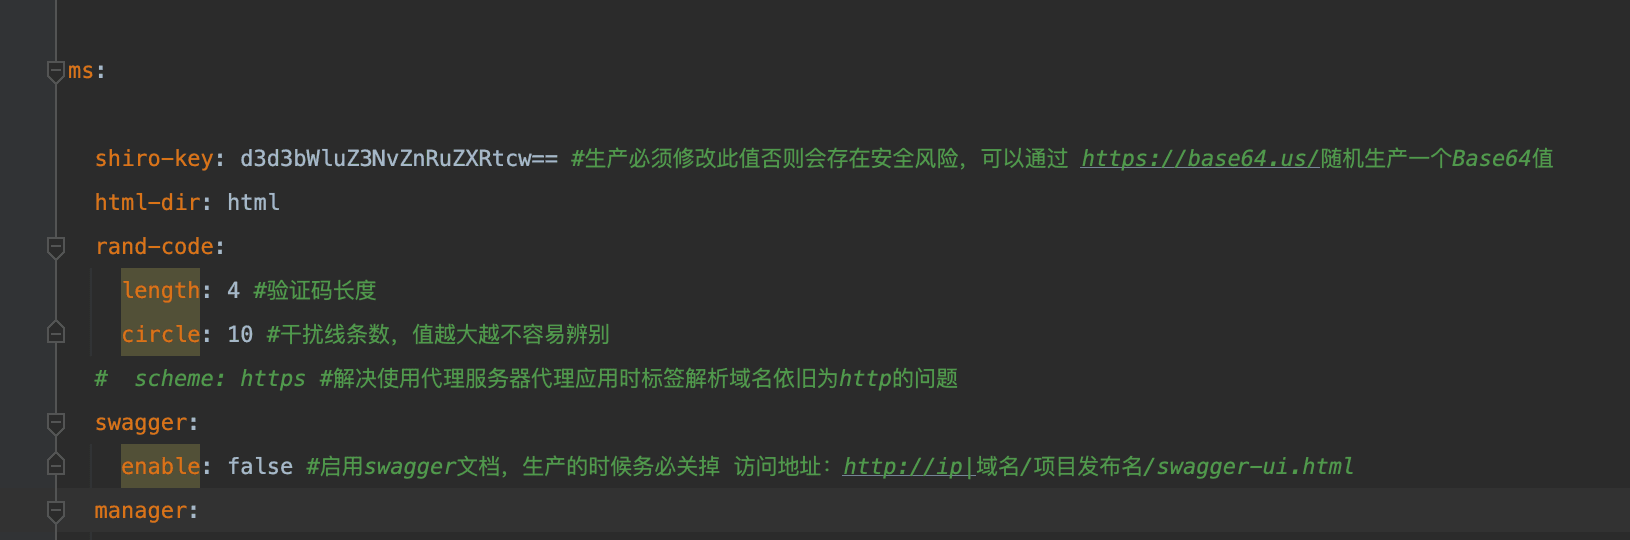 ms:
shiro-key: d3d3bWluZ3NvZnRuZXRtcw== #生产必须修改此值否则会存在安全风险，可以通过 https://base64.us/随机生产一个Base64值
html-dir: html
rand-code:
length: 4 #验证码长度
circle: 10 #干扰线条数，值越大越不容易辨别
#  scheme: https #解决使用代理服务器代理应用时标签解析域名依旧为http的问题
swagger:
enable: false #启用swagger文档，生产的时候务必关掉 访问地址：http://ip|域名/项目发布名/swagger-ui.html
manager: